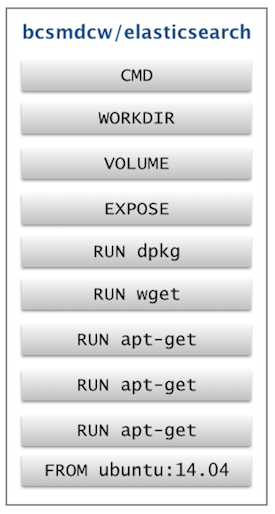 bcsmdcw/elasticsearch
CMD
WORKDIR
VOLUME
EXPOSE
RUN dpkg
RUN wget
RUN apt-get
RUN apt-get
RUN apt-get
FROM ubuntu:14.04